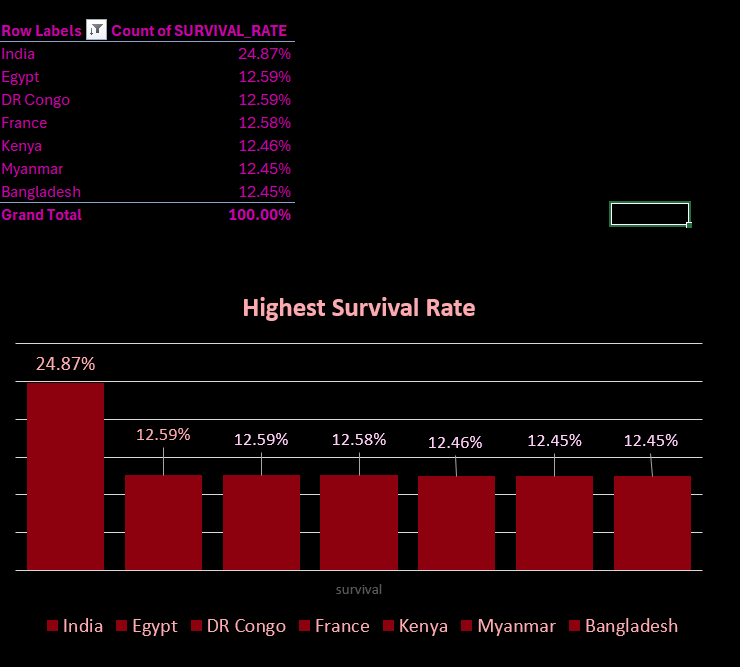 Row Labels Count of SURVIVAL_RATE
India 24.87%
Egypt 12.59%
DR Congo 12.59%
France 12.58%
Kenya 12.46%
Myanmar 12.45%
Bangladesh 12.45%
Grand Total 100.00%
Highest Survival Rate
24.87%
12.59%
12.59%
12.58%
12.46%
12.45%
12.45%
survival
India Egypt DR Congo France Kenya Myanmar Bangladesh